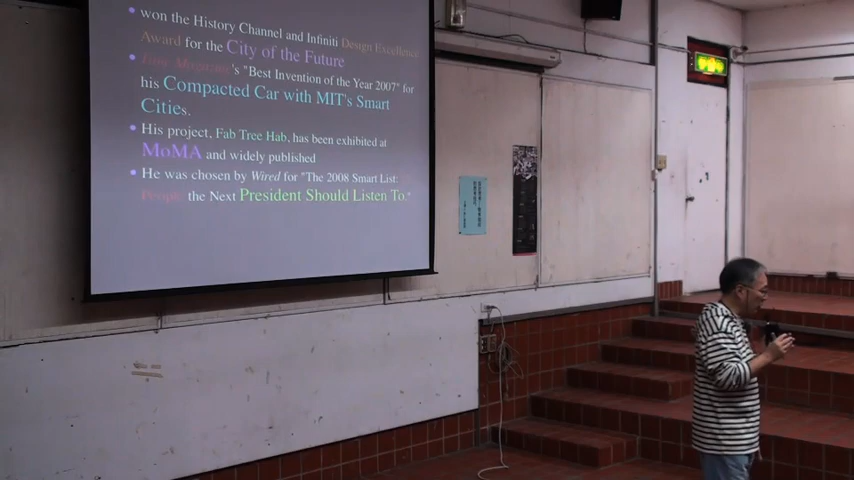 won the History Channel and Infiniti Design Excellence
Award for the City of the Future
Time Magazine's "Best Invention of the Year 2007" for
his Compacted Car with MIT's Smart
Cities.
His project, Fab Tree Hab, has been exhibited at
MoMA and widely published
He was chosen by Wired for "The 2008 Smart List:
People the Next President Should Listen To."